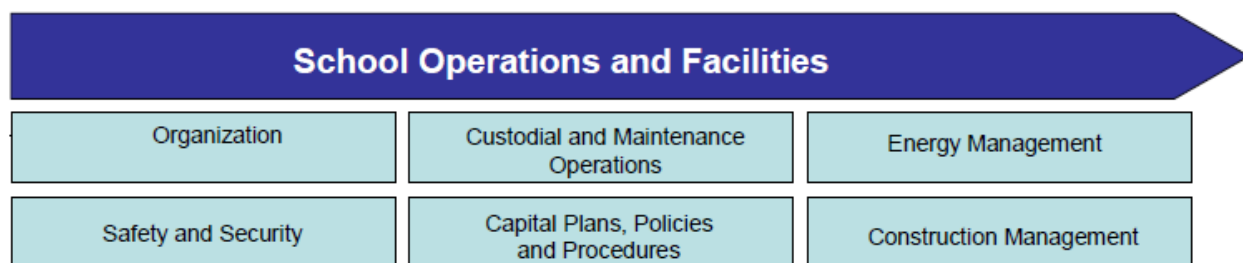 School Operations and Facilities
Organization
Custodial and Maintenance
Operations
Energy Management
Safety and Security
Capital Plans, Policies
and Procedures
Construction Management